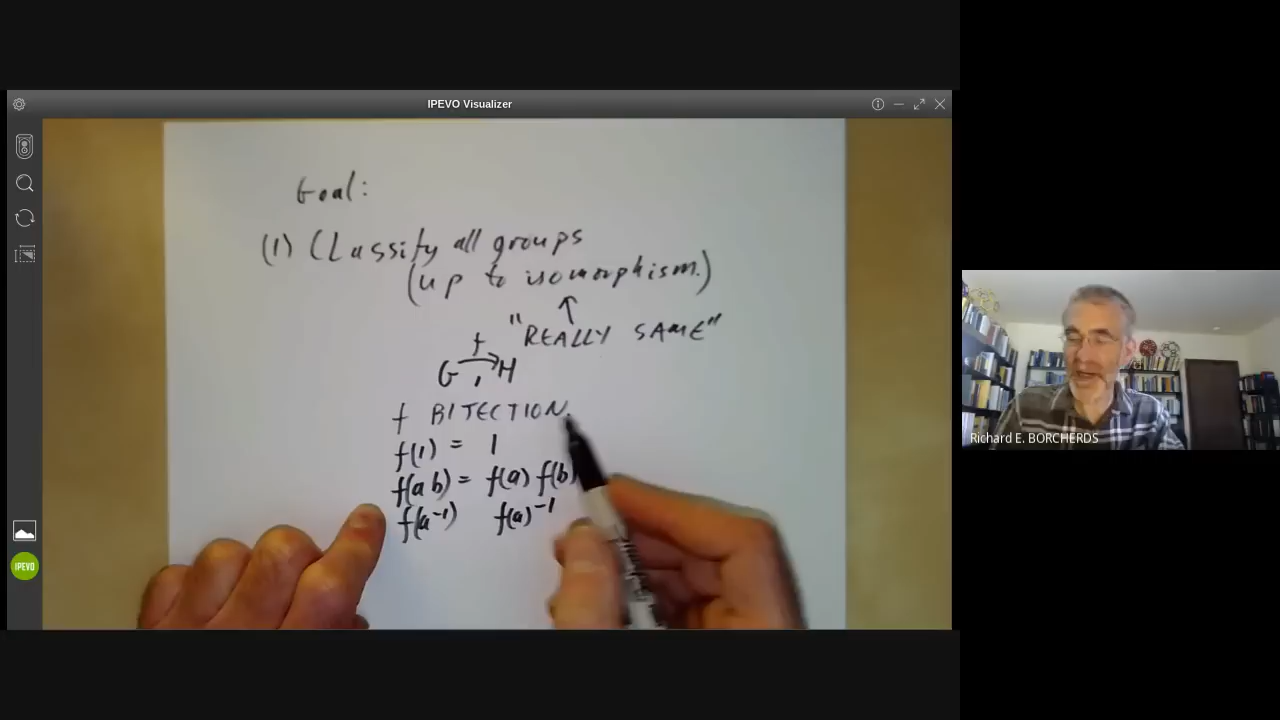 IPEVO Visualizer
Goal:
(1) Classify all groups
(up to isomorphism.)
"REALLY SAME"
f
G H
f BIJECTION
f(1) = 1
f(ab) = f(a) f(b)
f(a⁻¹) f(a)⁻¹
IPEVO
Richard E. BORCHERDS